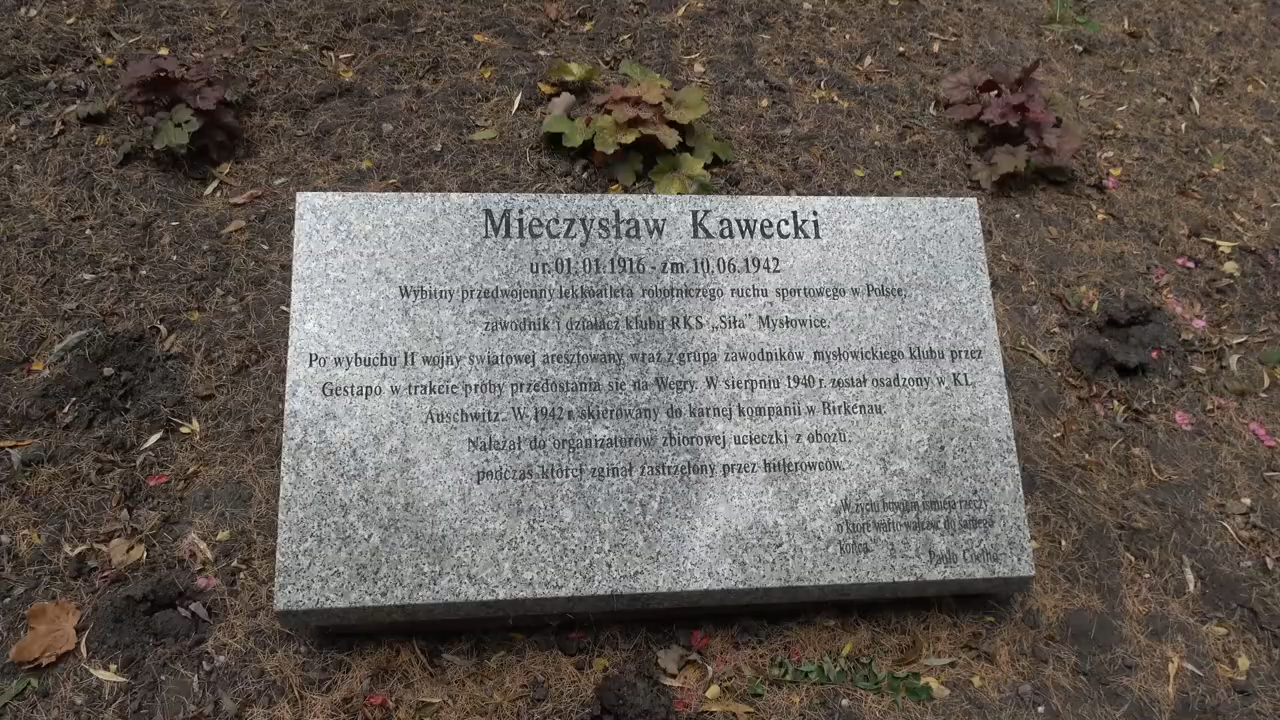 Mieczysław Kawecki
ur.01.01.1916 - zm.10.06.1942
Wybitny przedwojenny lekkoatleta robotniczego ruchu sportowego w Polsce,
zawodnik i działacz klubu RKS „Siła” Mysłowice.
Po wybuchu II wojny światowej aresztowany wraz z grupą zawodników mysłowickiego klubu przez
Gestapo w trakcie próby przedostania się na Węgry. W sierpniu 1940 r. został osadzony w KL
Auschwitz. W 1942 r. skierowany do karnej kompanii w Birkenau.
Należał do organizatorów zbiorowej ucieczki z obozu,
podczas której zginął zastrzelony przez hitlerowców.
W życiu bowiem istnieją rzeczy
o które warto walczyć do samego
końca.
Paulo Coelho